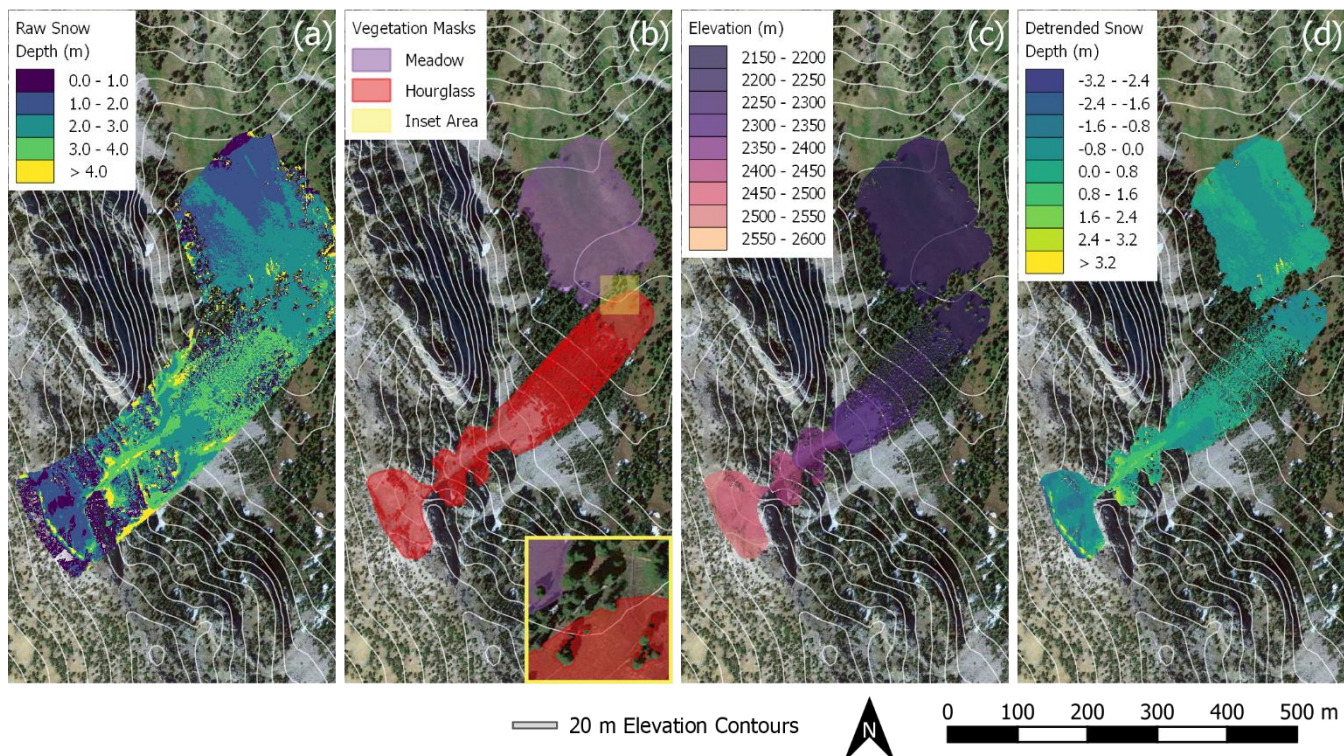 Raw Snow
Depth (m)
0.0 - 1.0
1.0 - 2.0
2.0 - 3.0
3.0 - 4.0
> 4.0
(a)
Vegetation Masks
Meadow
Hourglass
Inset Area
(b)
Elevation (m)
2150 - 2200
2200 - 2250
2250 - 2300
2300 - 2350
2350 - 2400
2400 - 2450
2450 - 2500
2500 - 2550
2550 - 2600
(c)
Detrended Snow
Depth (m)
-3.2 - -2.4
-2.4 - -1.6
-1.6 - -0.8
-0.8 - 0.0
0.0 - 0.8
0.8 - 1.6
1.6 - 2.4
2.4 - 3.2
> 3.2
(d)
20 m Elevation Contours
N
0 100 200 300 400 500 m